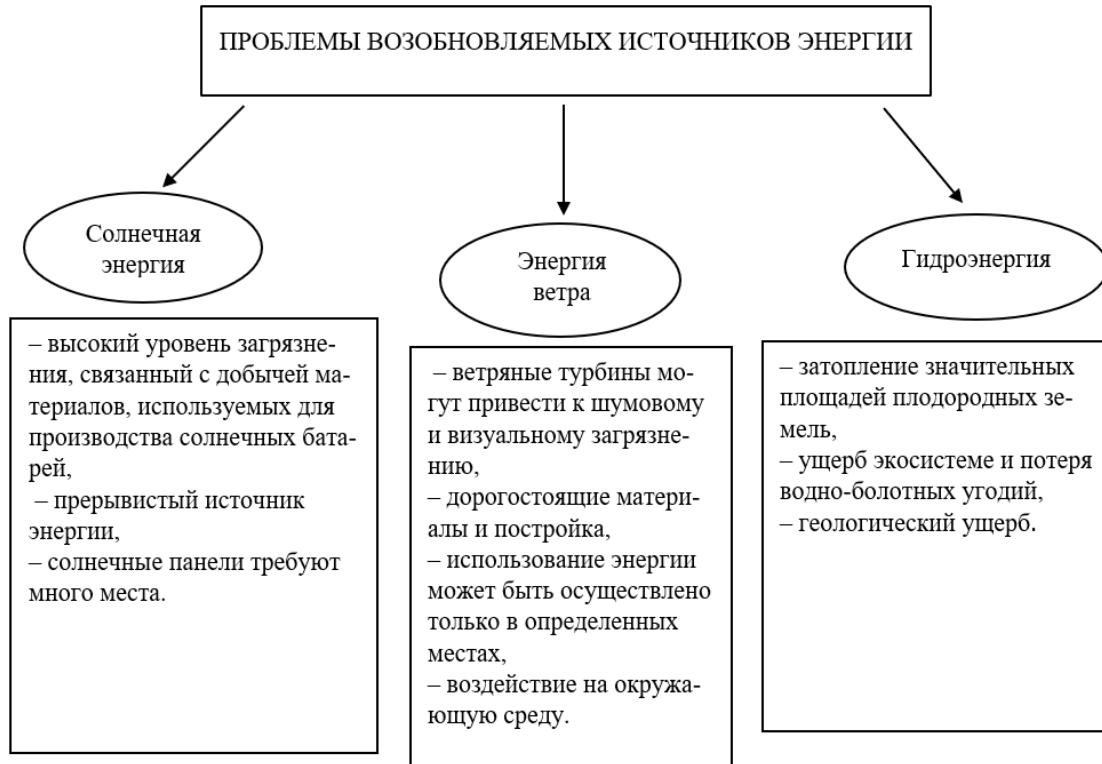 ПРОБЛЕМЫ ВОЗОБНОВЛЯЕМЫХ ИСТОЧНИКОВ ЭНЕРГИИ
Солнечная
энергия
– высокий уровень загрязне-
ния, связанный с добычей ма-
териалов, используемых для
производства солнечных бата-
рей,
– прерывистый источник
энергии,
– солнечные панели требуют
много места.
Энергия
ветра
– ветряные турбины мо-
гут привести к шумовому
и визуальному загрязне-
нию,
– дорогостоящие матери-
алы и постройка,
– использование энергии
может быть осуществлено
только в определенных
местах,
– воздействие на окружа-
ющую среду.
Гидроэнергия
– затопление значительных
площадей плодородных зе-
мель,
– ущерб экосистеме и потеря
водно-болотных угодий,
– геологический ущерб.